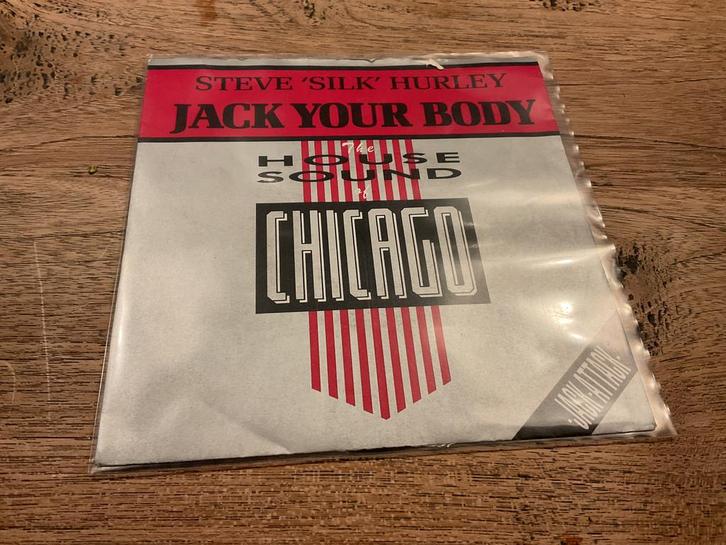 STEVE 'SILK' HURLEY
JACK YOUR BODY
The
HOUSE
SOUND
of
CHICAGO
JACK ATTACK